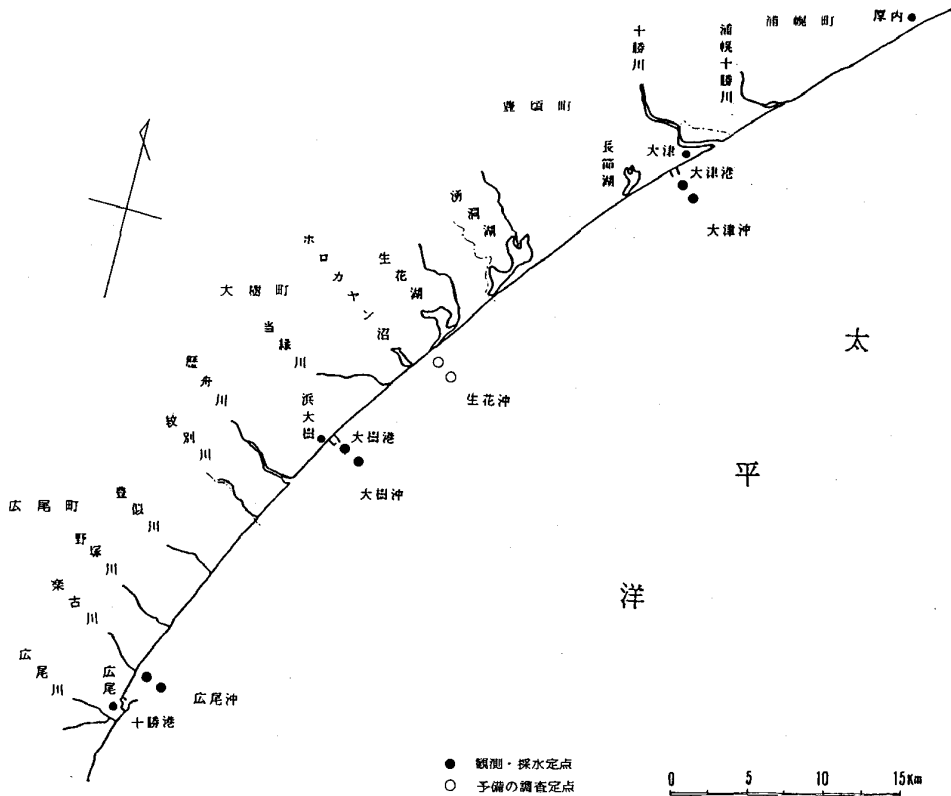 浦幌町
厚内
十勝川
浦幌十勝川
豊頃町
大津
大津港
長節湖
大津沖
湧洞湖
ホロカヤン沼
生花湖
大樹町
当縁川
太平洋
生花沖
歴舟川
浜大樹
大樹港
紋別川
大樹沖
広尾町
豊似川
野塚川
楽古川
広尾川
広尾
広尾沖
十勝港
● 観測・採水定点
○ 予備の調査定点
0 5 10 15Km